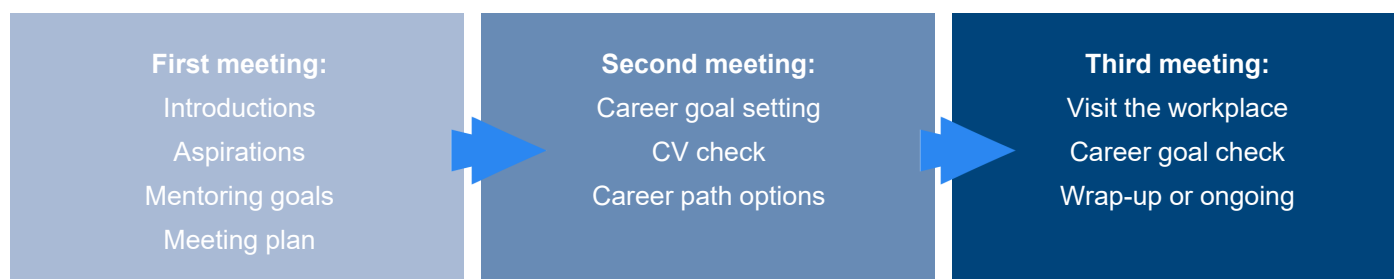 First meeting:
Introductions
Aspirations
Mentoring goals
Meeting plan
Second meeting:
Career goal setting
CV check
Career path options
Third meeting:
Visit the workplace
Career goal check
Wrap-up or ongoing